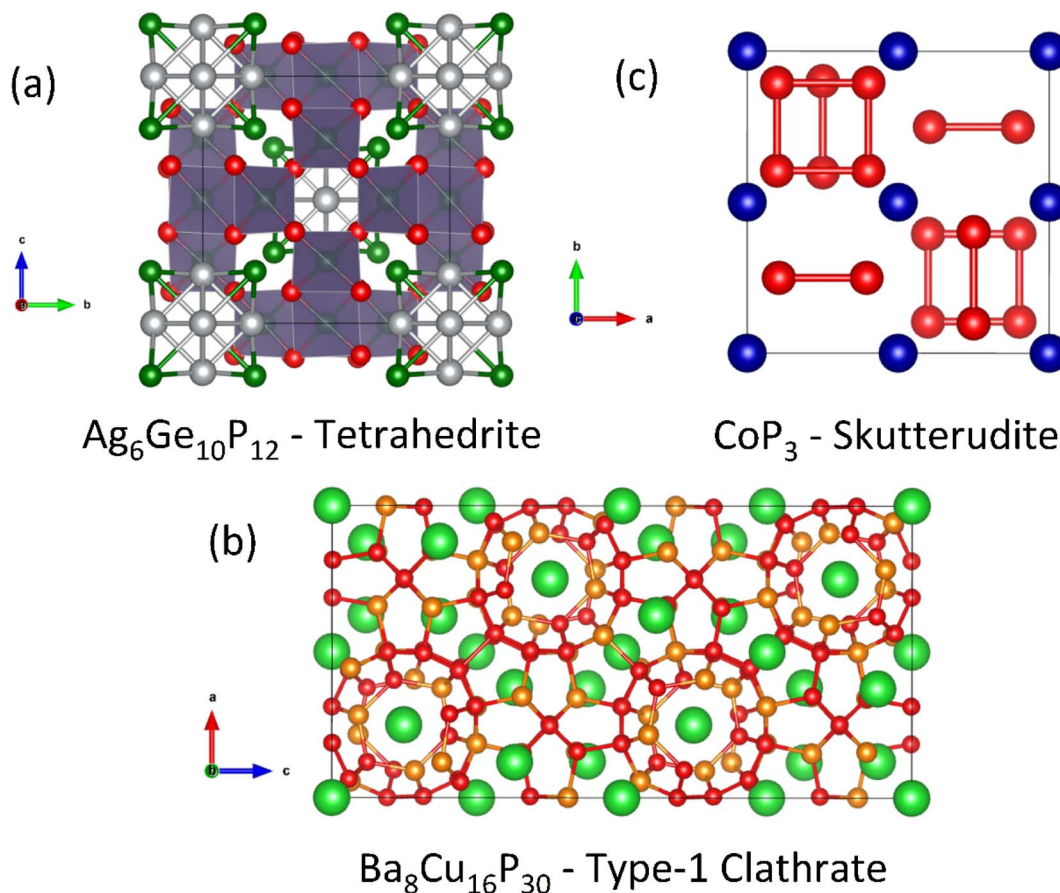 (a)
c
a
b
Ag6Ge10P12 - Tetrahedrite
(c)
b
c
a
CoP3 - Skutterudite
(b)
a
b
c
Ba8Cu16P30 - Type-1 Clathrate